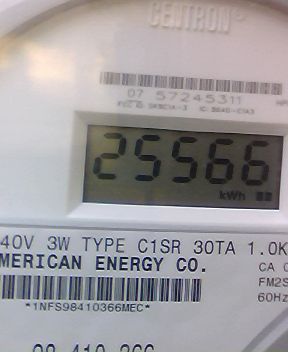 CENTRON
07 57245311
25566
kWh
40V 3W TYPE C1SR 30TA 1.0K
MERICAN ENERGY CO.
CA 0
FM2S
60Hz
*1NFS98410366MEC*